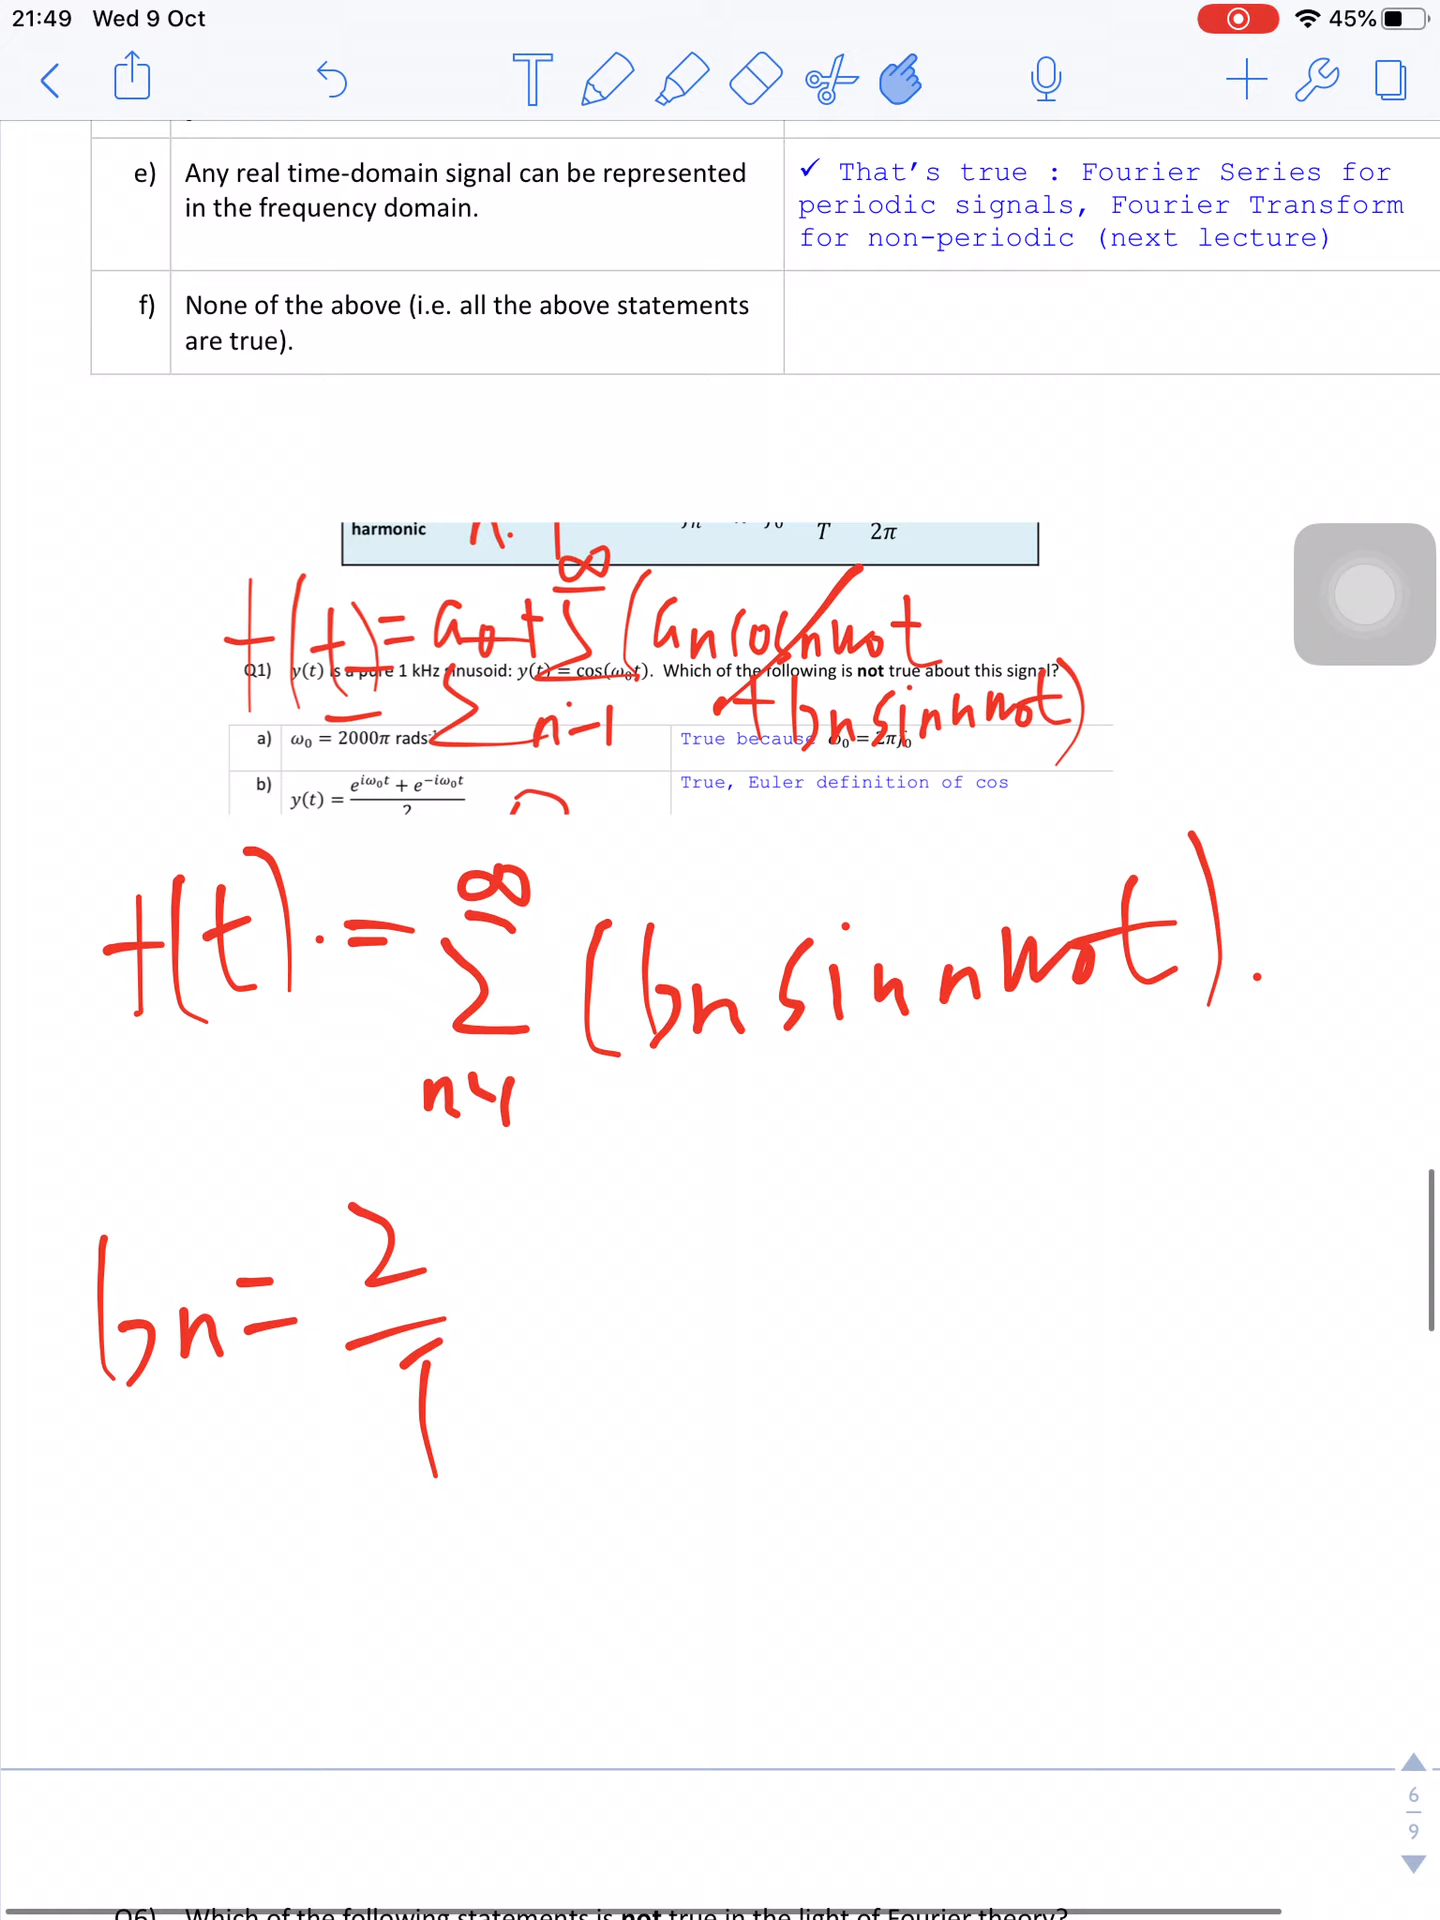 21:49 Wed 9 Oct
45%
e) Any real time-domain signal can be represented in the frequency domain.
✓ That's true : Fourier Series for periodic signals, Fourier Transform for non-periodic (next lecture)
f) None of the above (i.e. all the above statements are true).
harmonic
T 2π
f(t) = a₀ + ∑ (an cos nω₀t
+ bn sin nω₀t)
∞
n=1
Q1) y(t) is a pure 1 kHz sinusoid: y(t) = cos(ω₀t). Which of the following is not true about this signal?
a) ω₀ = 2000π rads⁻¹
True because ω₀ = 2πf₀
b) y(t) = (e^{iω₀t} + e^{−iω₀t}) / 2
True, Euler definition of cos
f(t) = ∑ (bn sin nω₀t).
∞
n=1
bn = 2/T
6
9
Q6) Which of the following statements is not true in the light of Fourier theory?